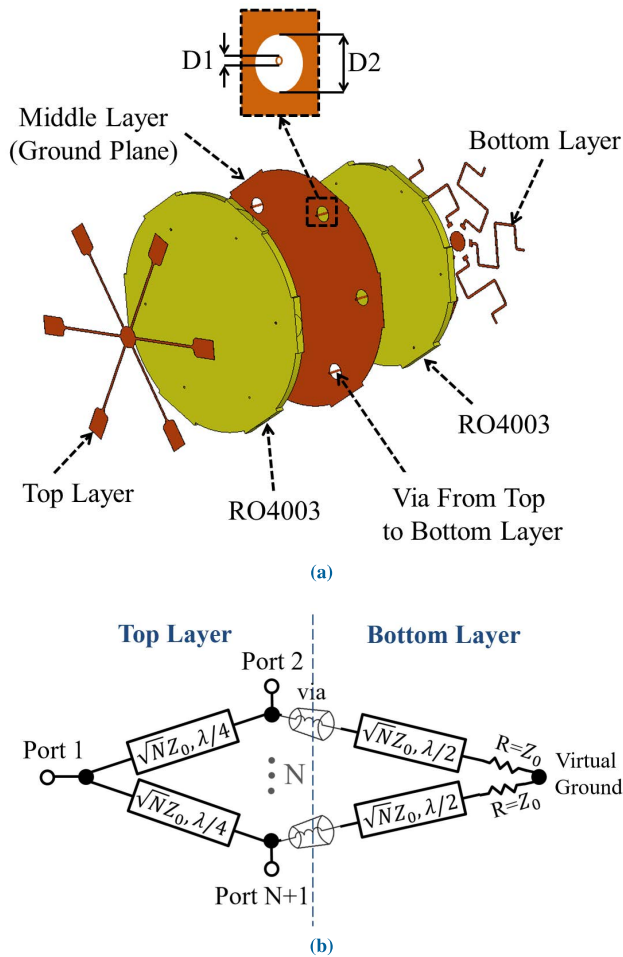 D1
D2
Middle Layer
(Ground Plane)
Bottom Layer
RO4003
Top Layer
RO4003
Via From Top
to Bottom Layer
(a)
Top Layer
Bottom Layer
Port 2
via
Port 1
√NZ₀, λ/4
√NZ₀, λ/2
R=Z₀
Virtual
Ground
N
√NZ₀, λ/4
√NZ₀, λ/2
R=Z₀
Port N+1
(b)